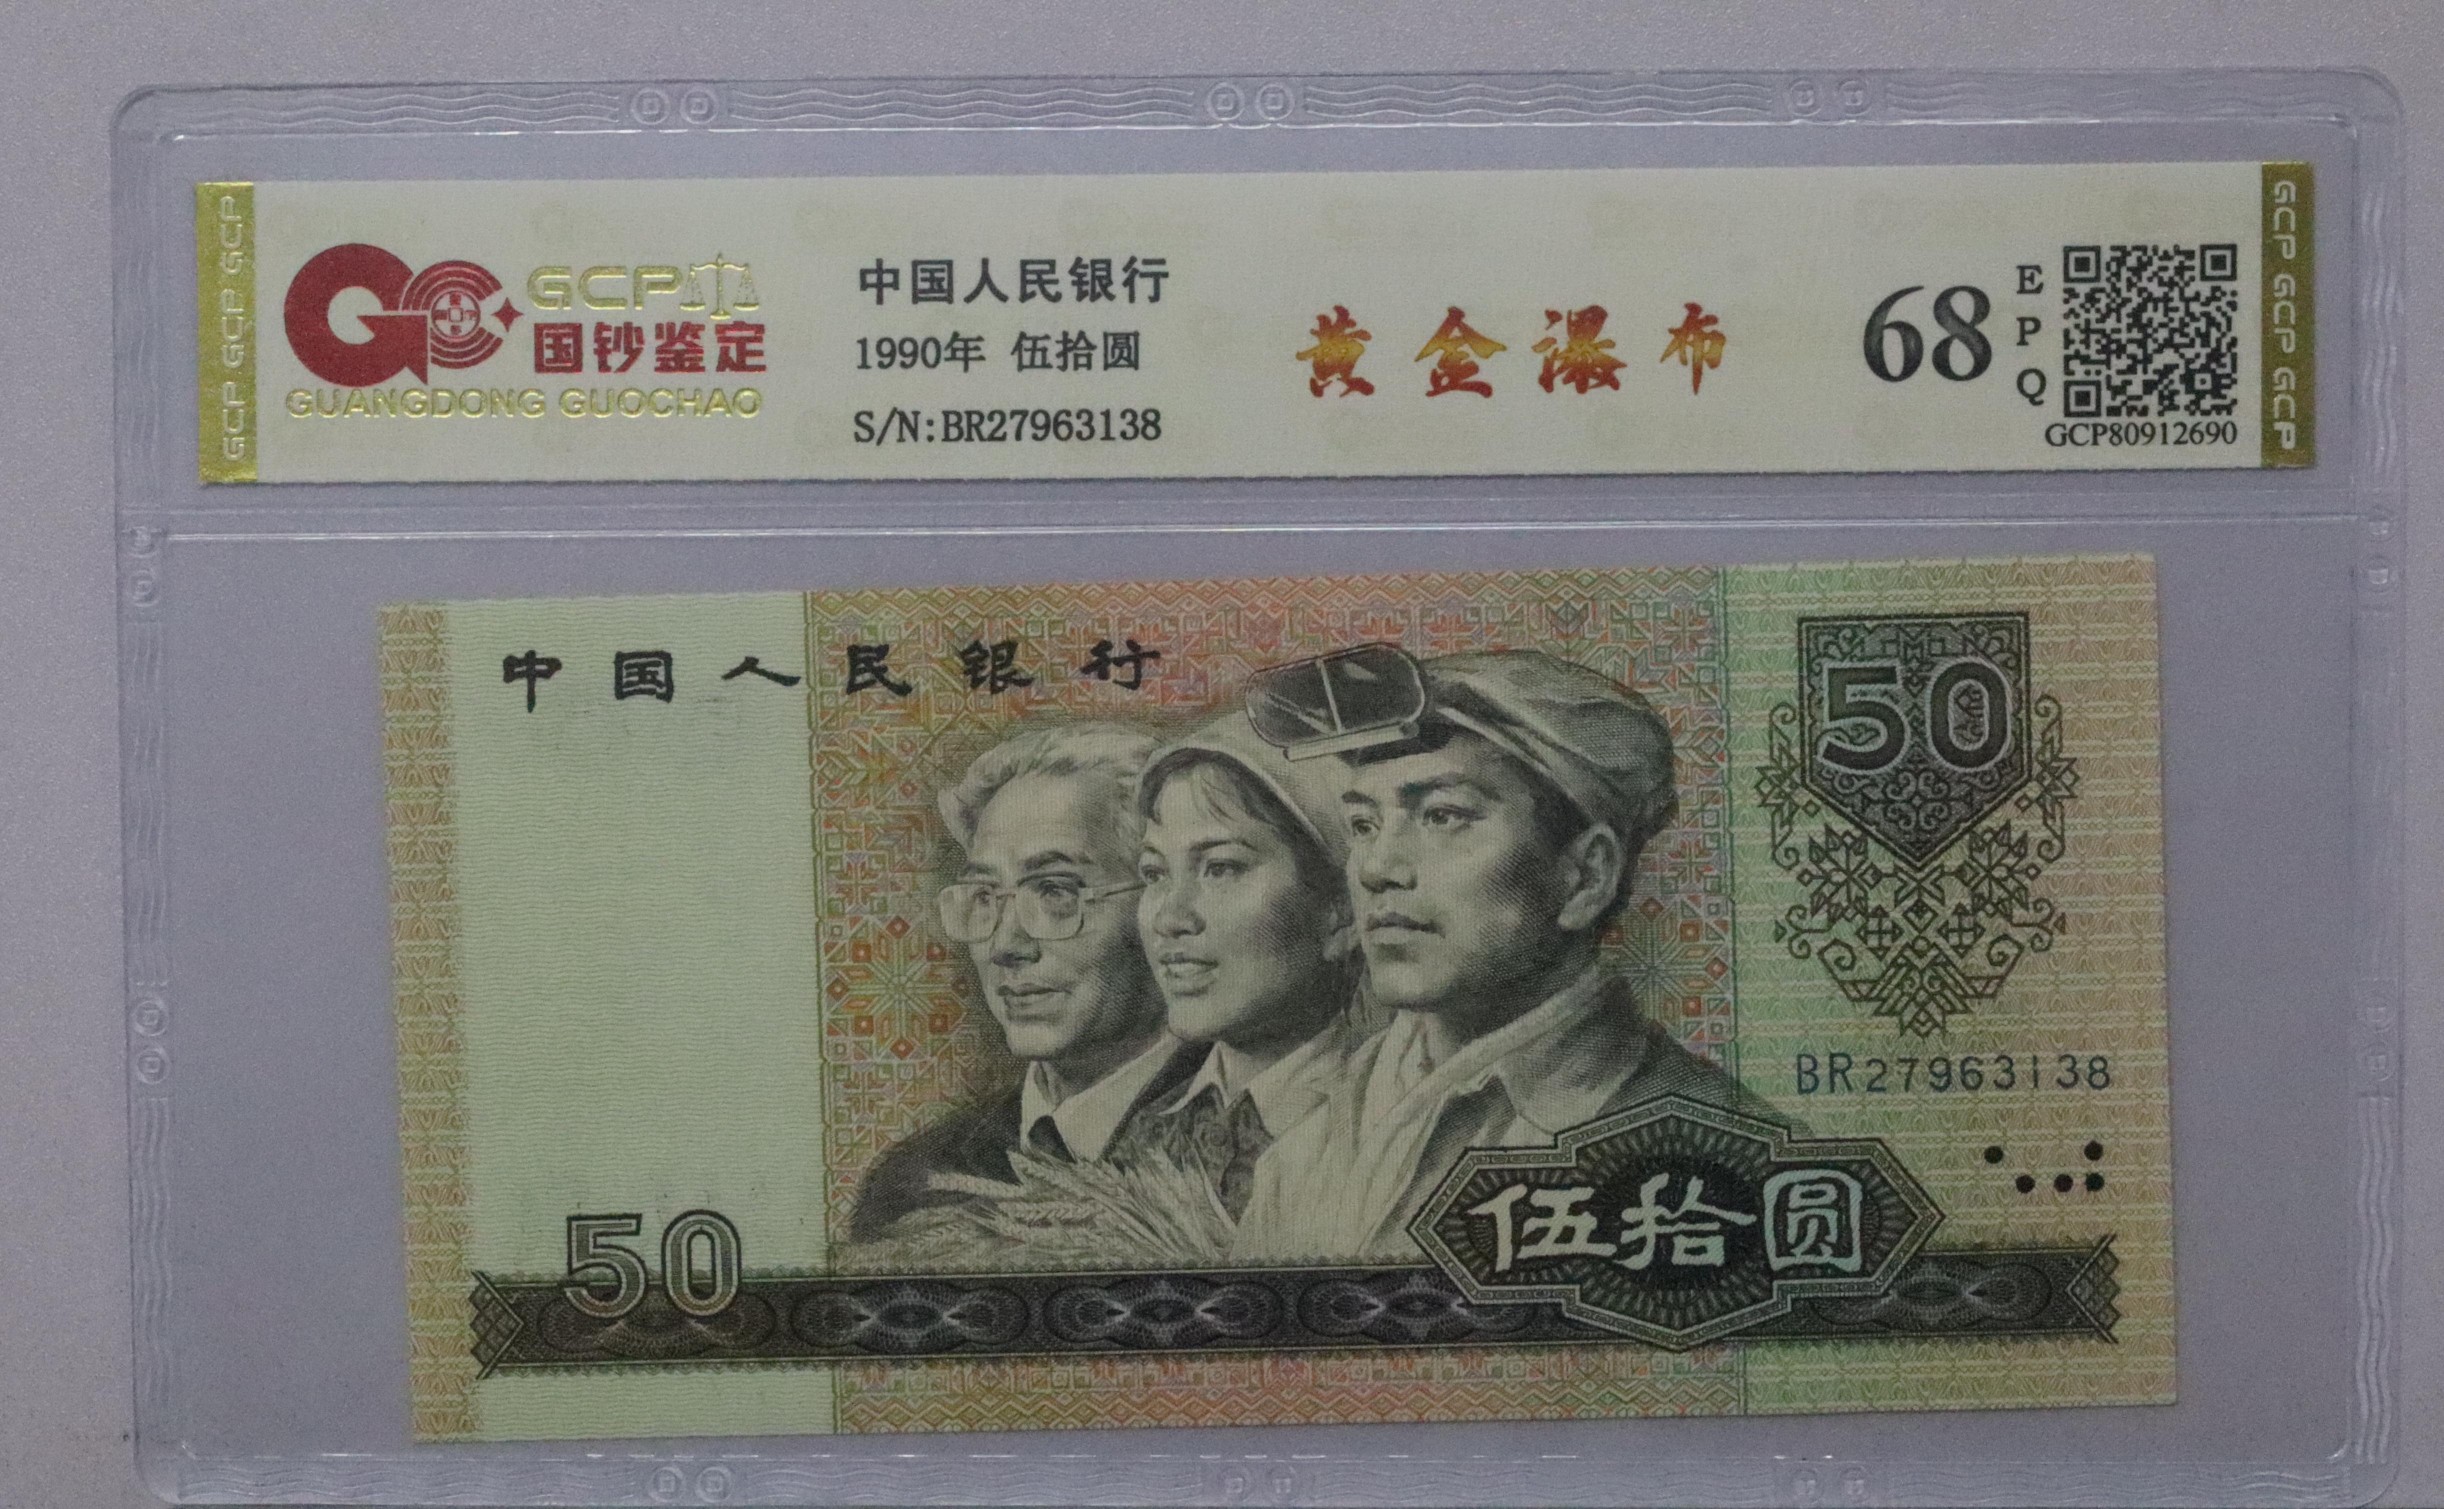 GCP GCP GCP
GCP
国钞鉴定
GUANGDONG GUOCHAO
中国人民银行
1990年 伍拾圆
S/N:BR27963138
黄金瀑布
68
EPQ
GCP80912690
GCP GCP GCP
中国人民银行
50
BR27963138
50
伍拾圆